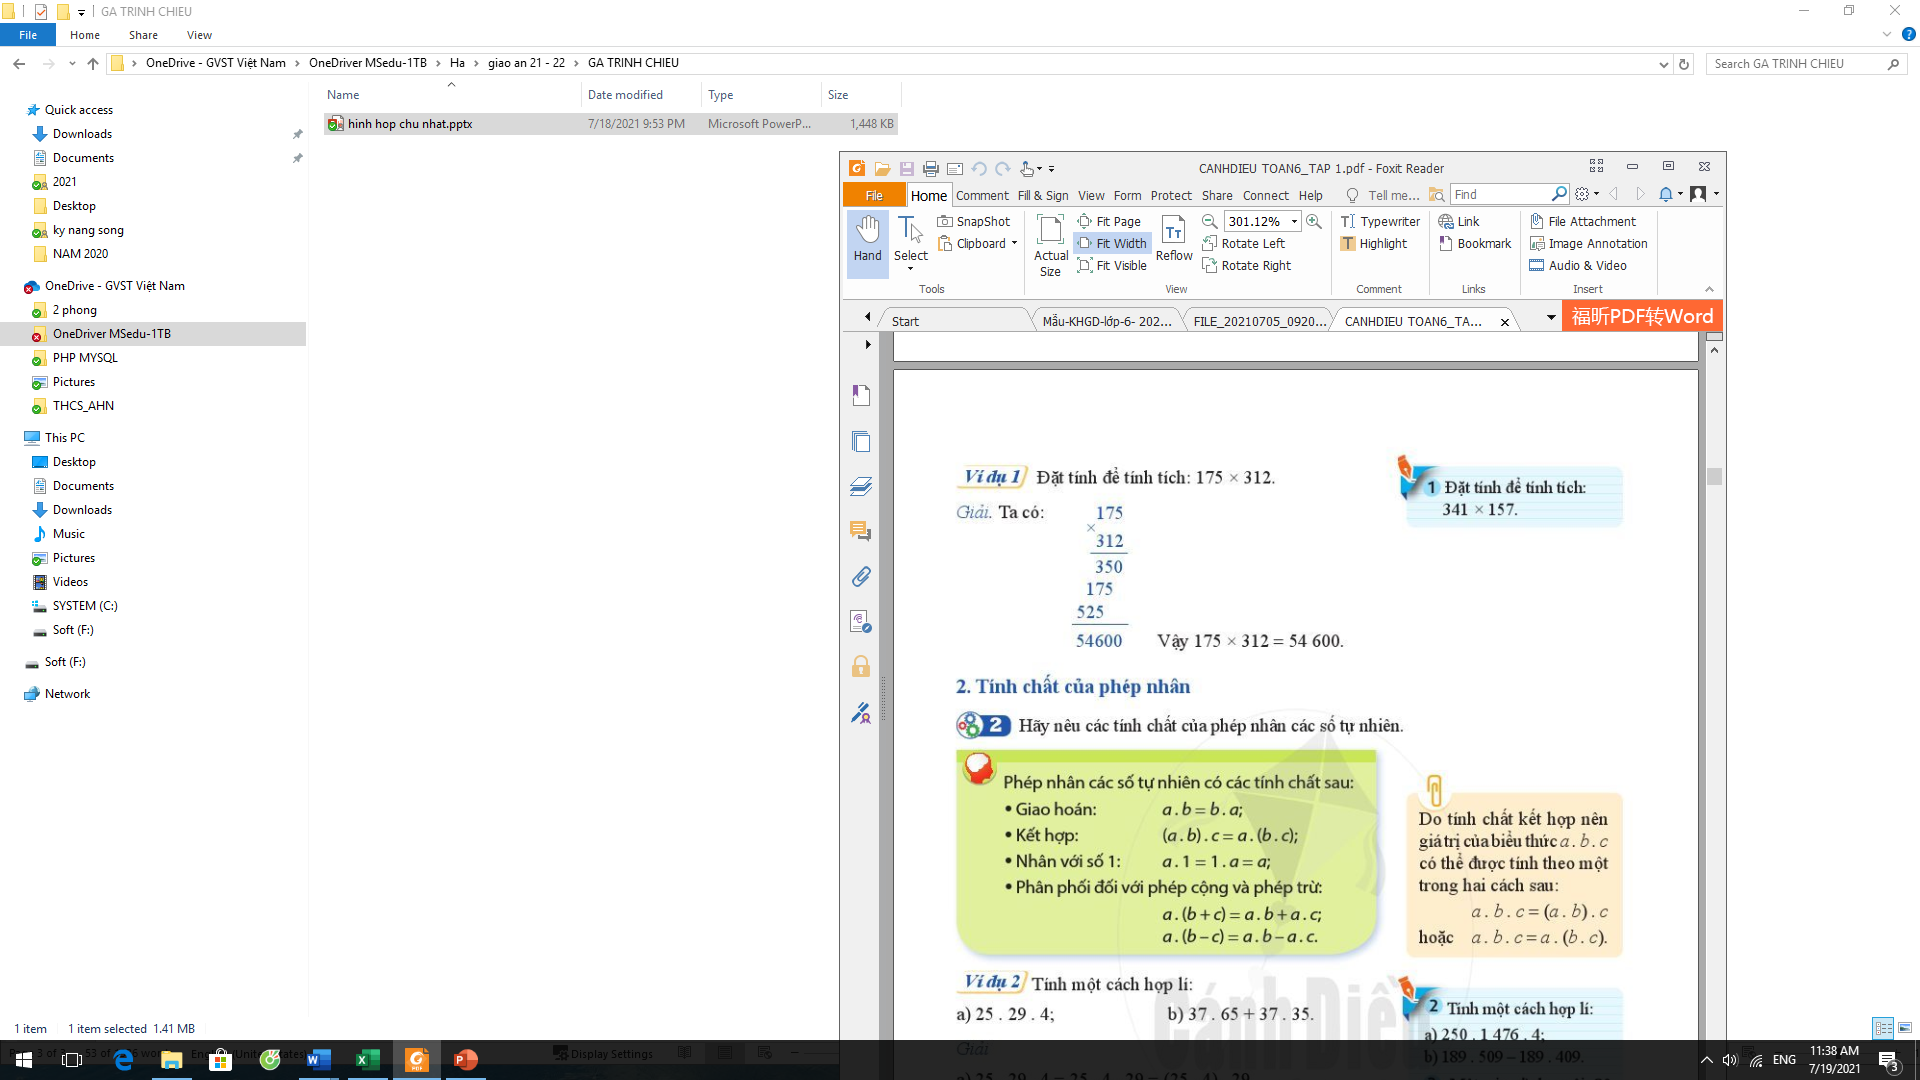 GA TRINH CHIEU
File Home Share View
OneDrive - GVST Việt Nam OneDriver MSedu-1TB Ha giao an 21 - 22 GA TRINH CHIEU
Search GA TRINH CHIEU
Name Date modified Type Size
hinh hop chu nhat.pptx 7/18/2021 9:53 PM Microsoft PowerP... 1,448 KB
Quick access
Downloads
Documents
2021
Desktop
ky nang song
NAM 2020
OneDrive - GVST Việt Nam
2 phong
OneDriver MSedu-1TB
PHP MYSQL
Pictures
THCS_AHN
This PC
Desktop
Documents
Downloads
Music
Pictures
Videos
SYSTEM (C:)
Soft (F:)
Soft (F:)
Network
1 item 1 item selected 1.41 MB
CANHDIEU TOAN6_TAP 1.pdf - Foxit Reader
File Home Comment Fill & Sign View Form Protect Share Connect Help Tell me... Find
Hand Select SnapShot Clipboard
Tools
Actual Size Fit Page Fit Width Fit Visible Reflow 301.12% Rotate Left Rotate Right
View
Typewriter Highlight
Comment
Link Bookmark
Links
File Attachment Image Annotation Audio & Video
Insert
Start Mẫu-KHGD-lớp-6- 202... FILE_20210705_0920... CANHDIEU TOAN6_TA... 福昕PDF转Word
Ví dụ 1 Đặt tính để tính tích: 175 × 312.
Giải. Ta có:
175
×
312
350
175
525
54600 Vậy 175 × 312 = 54 600.
1 Đặt tính để tính tích:
341 × 157.
2. Tính chất của phép nhân
2 Hãy nêu các tính chất của phép nhân các số tự nhiên.
Phép nhân các số tự nhiên có các tính chất sau:
• Giao hoán: a . b = b . a;
• Kết hợp: (a . b) . c = a . (b . c);
• Nhân với số 1: a . 1 = 1 . a = a;
• Phân phối đối với phép cộng và phép trừ:
a . (b + c) = a . b + a . c;
a . (b – c) = a . b – a . c.
Do tính chất kết hợp nên
giá trị của biểu thức a . b . c
có thể được tính theo một
trong hai cách sau:
a . b . c = (a . b) . c
hoặc a . b . c = a . (b . c).
Ví dụ 2 Tính một cách hợp lí:
a) 25 . 29 . 4; b) 37 . 65 + 37 . 35.
2 Tính một cách hợp lí:
a) 250 . 1 476 . 4;
b) 189 . 509 – 189 . 409.
Cánh Diều
Giải
Display Settings
ENG
11:38 AM
7/19/2021
3